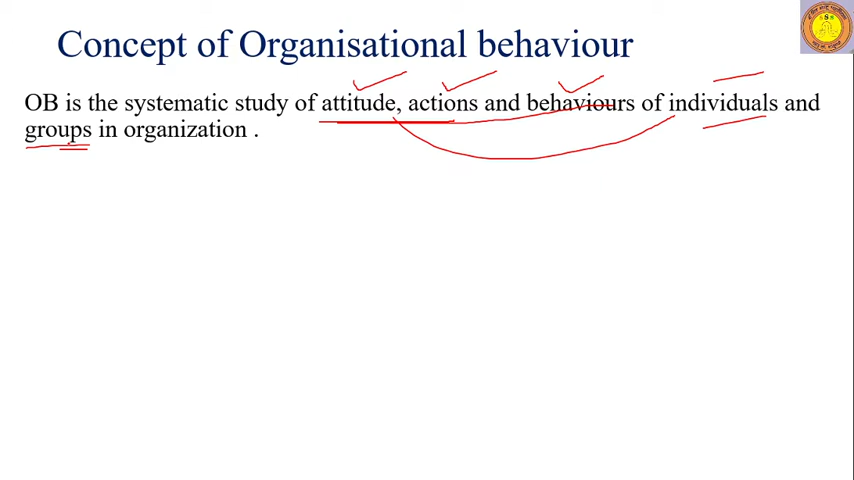 Concept of Organisational behaviour
OB is the systematic study of attitude, actions and behaviours of individuals and
groups in organization .